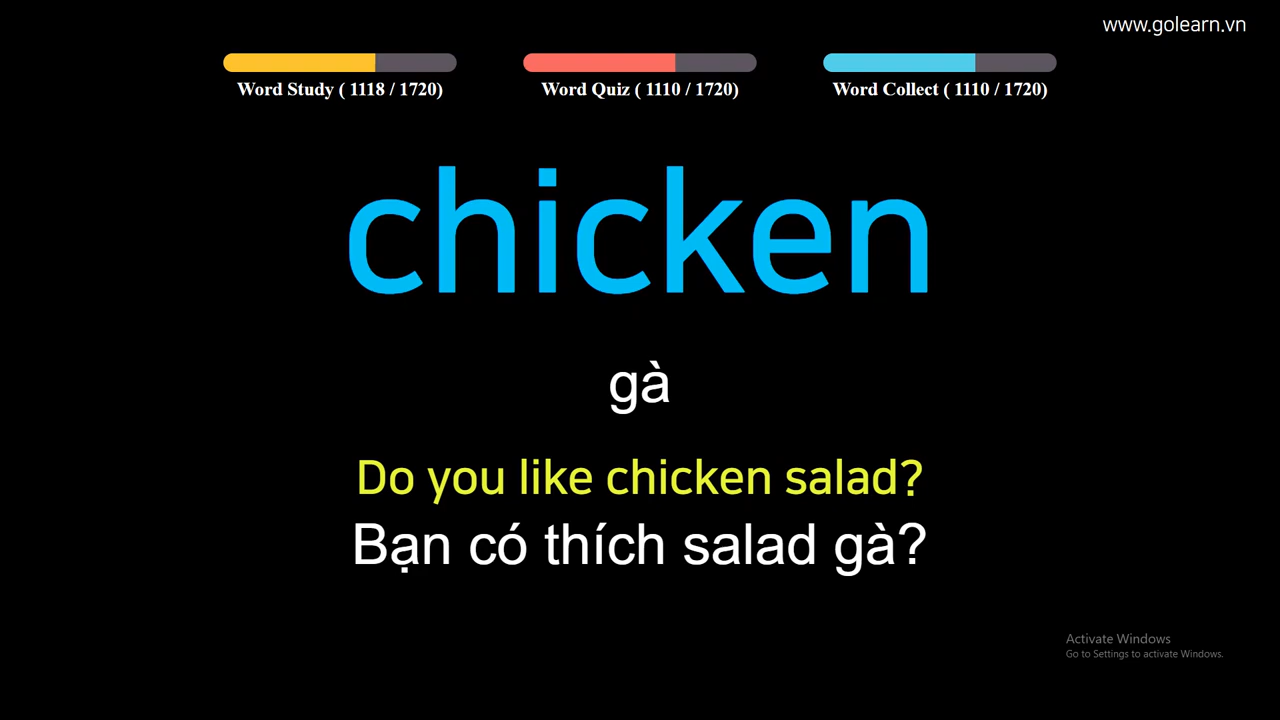 www.golearn.vn
Word Study ( 1118 / 1720)
Word Quiz ( 1110 / 1720)
Word Collect ( 1110 / 1720)
chicken
gà
Do you like chicken salad?
Bạn có thích salad gà?
Activate Windows
Go to Settings to activate Windows.